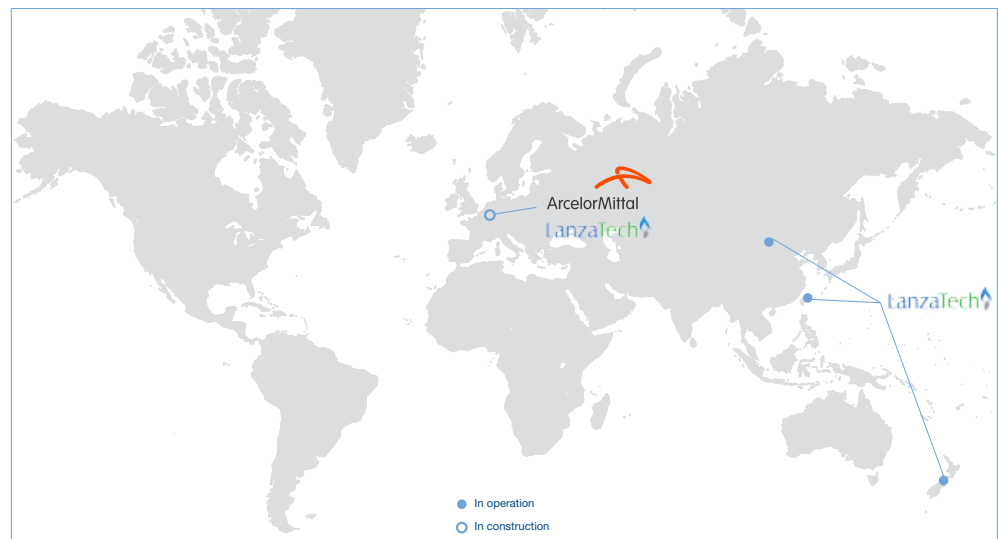 ArcelorMittal
LanzaTech
LanzaTech
In operation
In construction